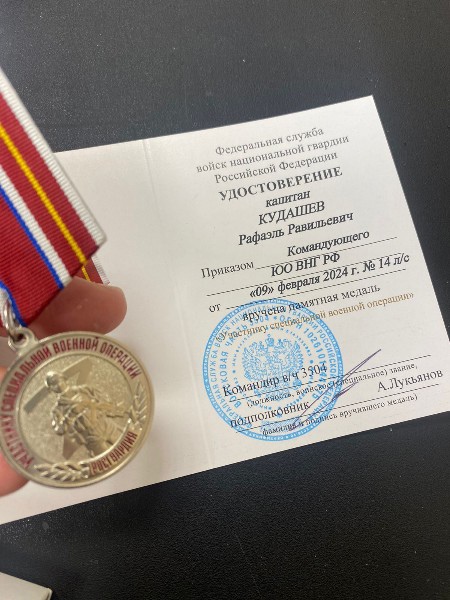 Федеральная служба
войск национальной гвардии
Российской Федерации
УДОСТОВЕРЕНИЕ
капитан
КУДАШЕВ
Рафаэль Равильевич
Приказом Командующего
ЮО ВНГ РФ
от «09» февраля 2024 г. № 14 л/с
вручена памятная медаль
«Участнику специальной военной операции»
Командир в/ч 3504
(должность, воинское (специальное) звание,
подполковник А.Лукьянов
фамилия и подпись вручившего медаль)
УЧАСТНИКУ СПЕЦИАЛЬНОЙ ВОЕННОЙ ОПЕРАЦИИ
РОСГВАРДИЯ